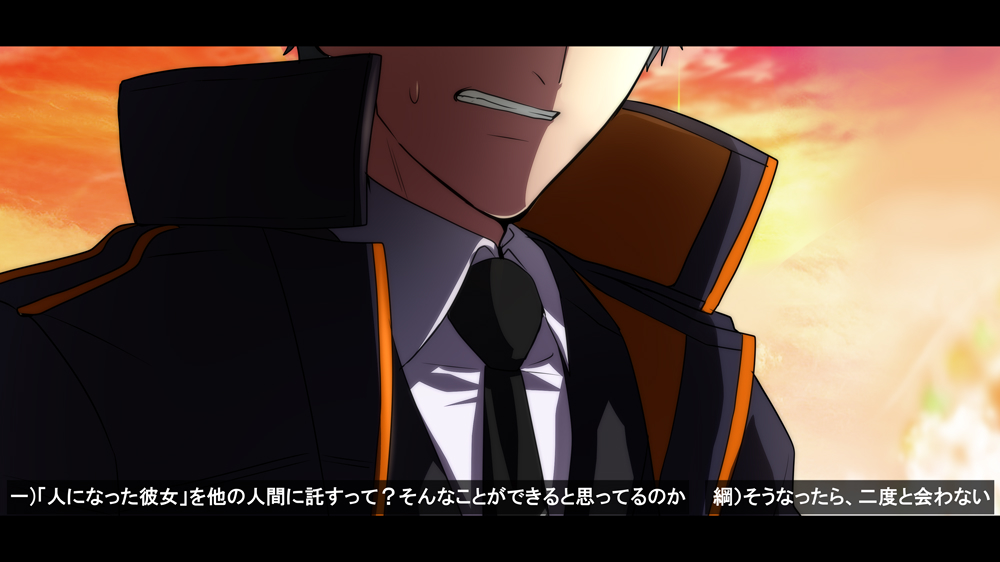 一)「人になった彼女」を他の人間に託すって？そんなことができると思ってるのか
綱)そうなったら、二度と会わない